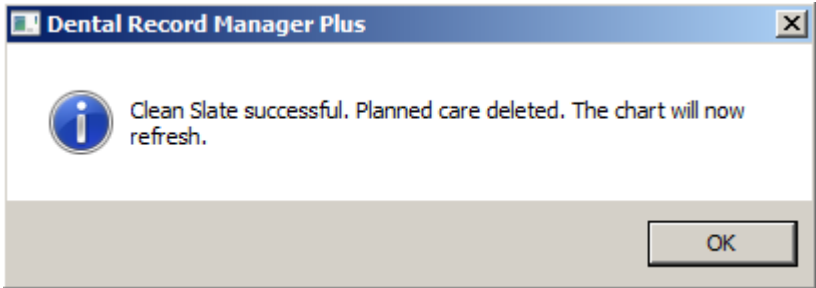 Dental Record Manager Plus
Clean Slate successful. Planned care deleted. The chart will now
refresh.
OK